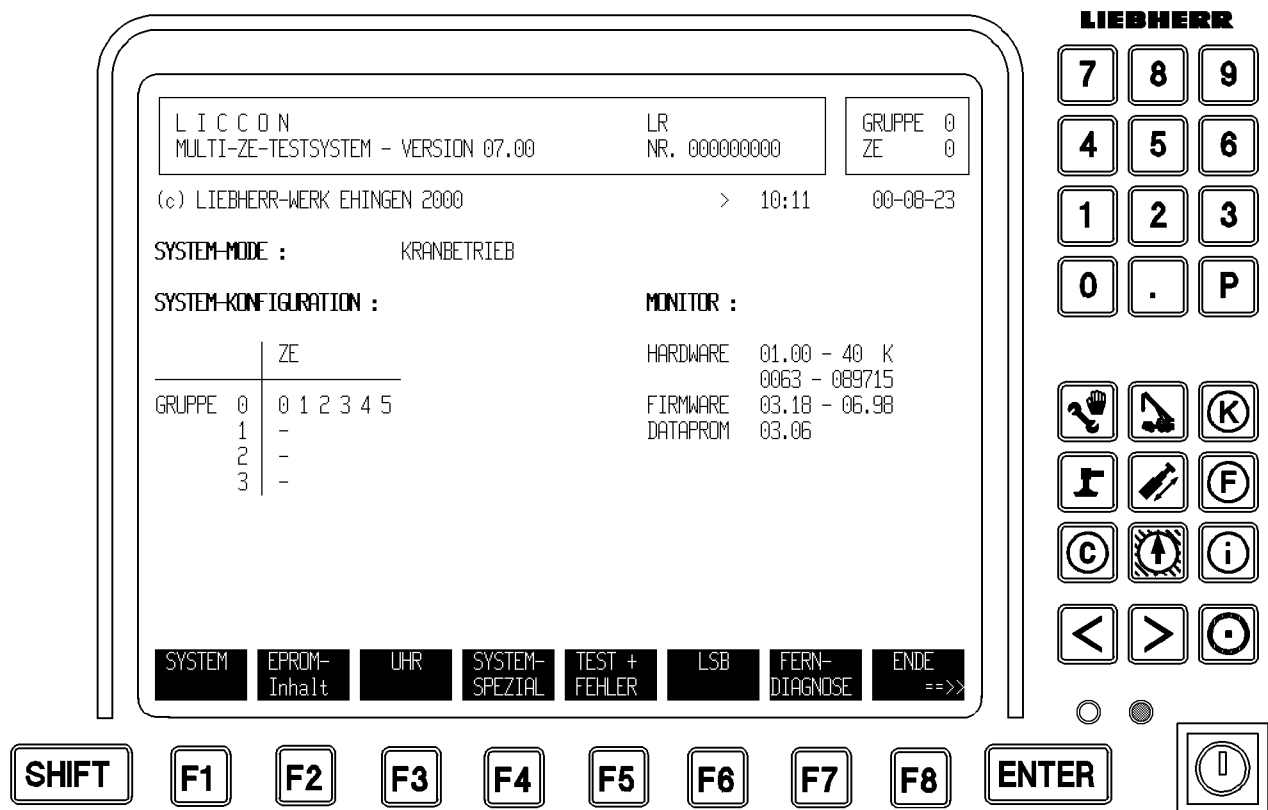 LIEBHERR
L I C C O N LR GRUPPE 0
MULTI-ZE-TESTSYSTEM - VERSION 07.00 NR. 000000000 ZE 0
(c) LIEBHERR-WERK EHINGEN 2000 > 10:11 00-08-23
SYSTEM-MODE : KRANBETRIEB
SYSTEM-KONFIGURATION : MONITOR :
ZE HARDWARE 01.00 - 40 K
0063 - 089715
GRUPPE 0 0 1 2 3 4 5 FIRMWARE 03.18 - 06.98
1 - DATAPROM 03.06
2 -
3 -
SYSTEM EPROM- UHR SYSTEM- TEST + LSB FERN- ENDE
Inhalt SPEZIAL FEHLER DIAGNOSE ==>>
7 8 9
4 5 6
1 2 3
0 . P
K
F
C i
< >
SHIFT F1 F2 F3 F4 F5 F6 F7 F8 ENTER